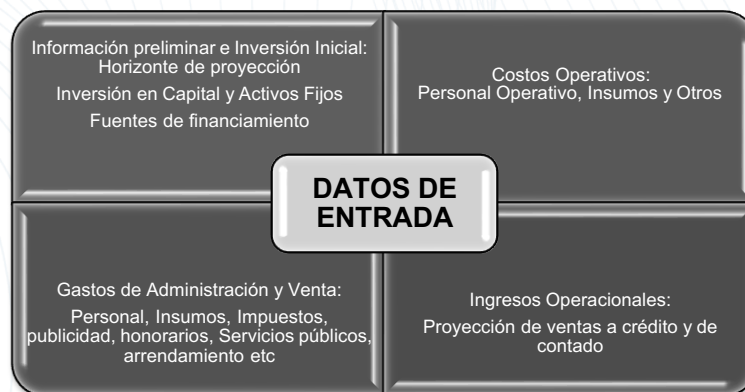 Información preliminar e Inversión Inicial:
Horizonte de proyección
Inversión en Capital y Activos Fijos
Fuentes de financiamiento
Costos Operativos:
Personal Operativo, Insumos y Otros
DATOS DE
ENTRADA
Gastos de Administración y Venta:
Personal, Insumos, Impuestos,
publicidad, honorarios, Servicios públicos,
arrendamiento etc
Ingresos Operacionales:
Proyección de ventas a crédito y de
contado